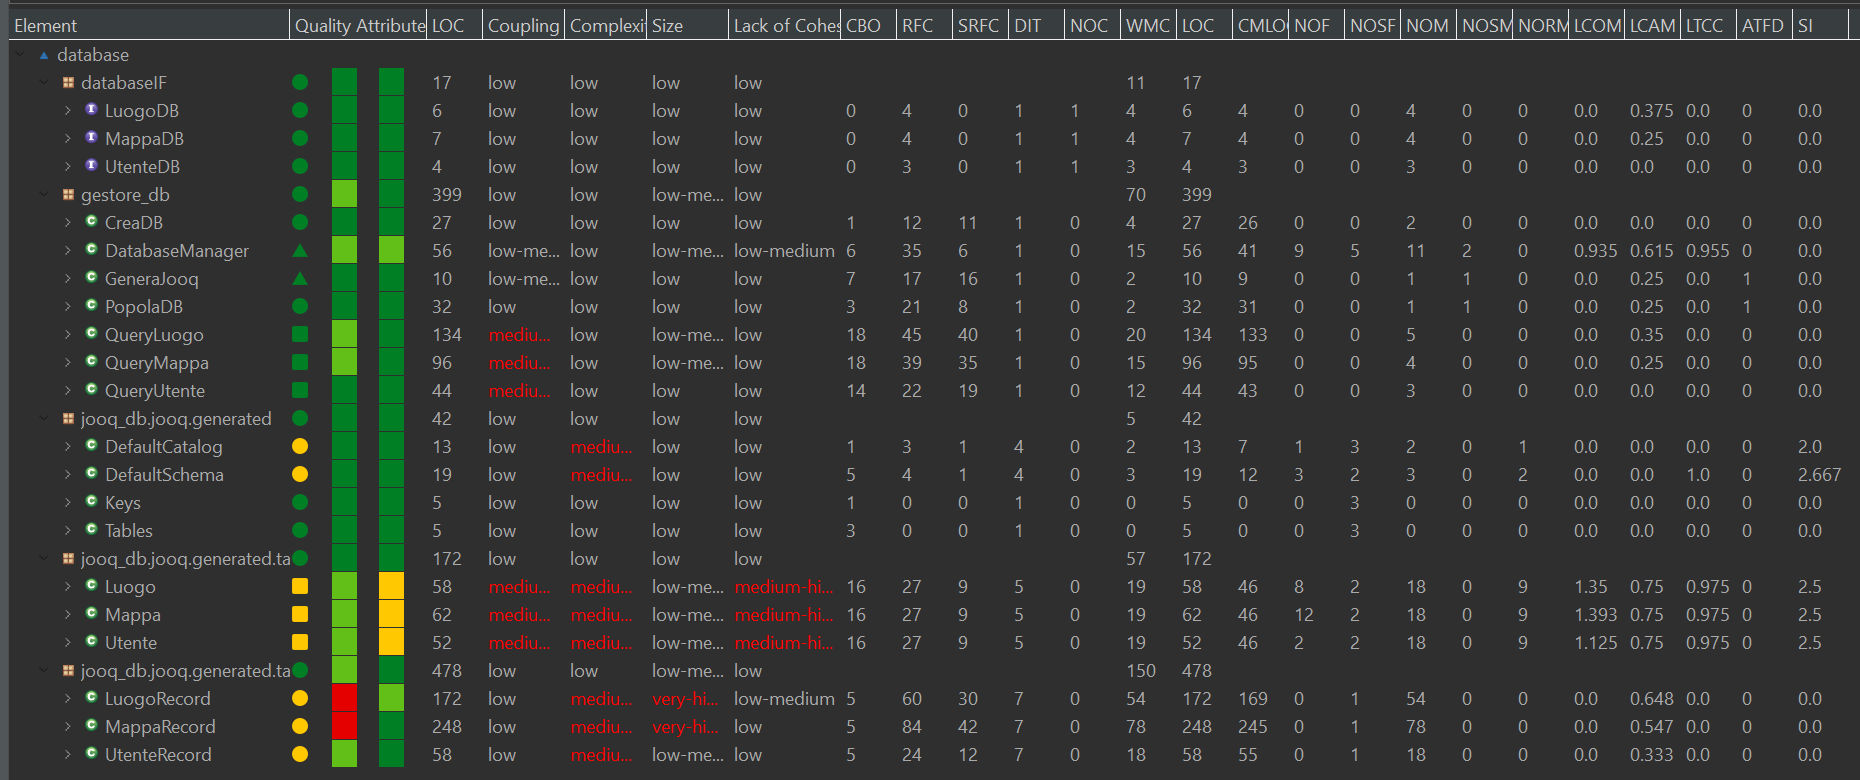 Element Quality Attribute LOC Coupling Complexi Size Lack of Cohes CBO RFC SRFC DIT NOC WMC LOC CMLO NOF NOSF NOM NOSM NORM LCOM LCAM LTCC ATFD SI
database
databaseIF 17 low low low low 11 17
LuogoDB 6 low low low low 0 4 0 1 1 4 6 4 0 0 4 0 0 0.0 0.375 0.0 0 0.0
MappaDB 7 low low low low 0 4 0 1 1 4 7 4 0 0 4 0 0 0.0 0.25 0.0 0 0.0
UtenteDB 4 low low low low 0 3 0 1 1 3 4 3 0 0 3 0 0 0.0 0.0 0.0 0 0.0
gestore_db 399 low low low-me... low 70 399
CreaDB 27 low low low low 1 12 11 1 0 4 27 26 0 0 2 0 0 0.0 0.0 0.0 0 0.0
DatabaseManager 56 low-me... low low-me... low-medium 6 35 6 1 0 15 56 41 9 5 11 2 0 0.935 0.615 0.955 0 0.0
GeneraJooq 10 low-me... low low low 7 17 16 1 0 2 10 9 0 0 1 1 0 0.0 0.25 0.0 1 0.0
PopolaDB 32 low low low low 3 21 8 1 0 2 32 31 0 0 1 1 0 0.0 0.25 0.0 1 0.0
QueryLuogo 134 mediu... low low-me... low 18 45 40 1 0 20 134 133 0 0 5 0 0 0.0 0.35 0.0 0 0.0
QueryMappa 96 mediu... low low-me... low 18 39 35 1 0 15 96 95 0 0 4 0 0 0.0 0.25 0.0 0 0.0
QueryUtente 44 mediu... low low low 14 22 19 1 0 12 44 43 0 0 3 0 0 0.0 0.0 0.0 0 0.0
jooq_db.jooq.generated 42 low low low low 5 42
DefaultCatalog 13 low mediu... low low 1 3 1 4 0 2 13 7 1 3 2 0 1 0.0 0.0 0.0 0 2.0
DefaultSchema 19 low mediu... low low 5 4 1 4 0 3 19 12 3 2 3 0 2 0.0 0.0 1.0 0 2.667
Keys 5 low low low low 1 0 0 1 0 0 5 0 0 3 0 0 0 0.0 0.0 0.0 0 0.0
Tables 5 low low low low 3 0 0 1 0 0 5 0 0 3 0 0 0 0.0 0.0 0.0 0 0.0
jooq_db.jooq.generated.ta 172 low low low low 57 172
Luogo 58 mediu... mediu... low-me... medium-hi... 16 27 9 5 0 19 58 46 8 2 18 0 9 1.35 0.75 0.975 0 2.5
Mappa 62 mediu... mediu... low-me... medium-hi... 16 27 9 5 0 19 62 46 12 2 18 0 9 1.393 0.75 0.975 0 2.5
Utente 52 mediu... mediu... low-me... medium-hi... 16 27 9 5 0 19 52 46 2 2 18 0 9 1.125 0.75 0.975 0 2.5
jooq_db.jooq.generated.ta 478 low low low-me... low 150 478
LuogoRecord 172 low mediu... very-hi... low-medium 5 60 30 7 0 54 172 169 0 1 54 0 0 0.0 0.648 0.0 0 0.0
MappaRecord 248 low mediu... very-hi... low 5 84 42 7 0 78 248 245 0 1 78 0 0 0.0 0.547 0.0 0 0.0
UtenteRecord 58 low mediu... low-me... low 5 24 12 7 0 18 58 55 0 1 18 0 0 0.0 0.333 0.0 0 0.0